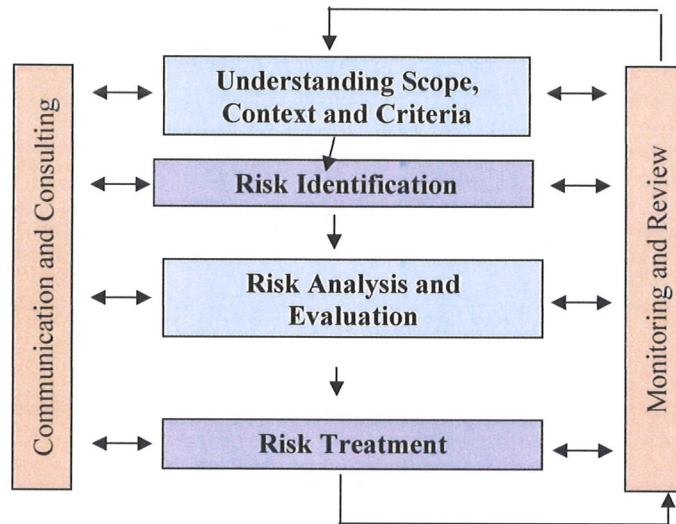 Understanding Scope,
Context and Criteria
Risk Identification
Risk Analysis and
Evaluation
Risk Treatment
Communication and Consulting
Monitoring and Review